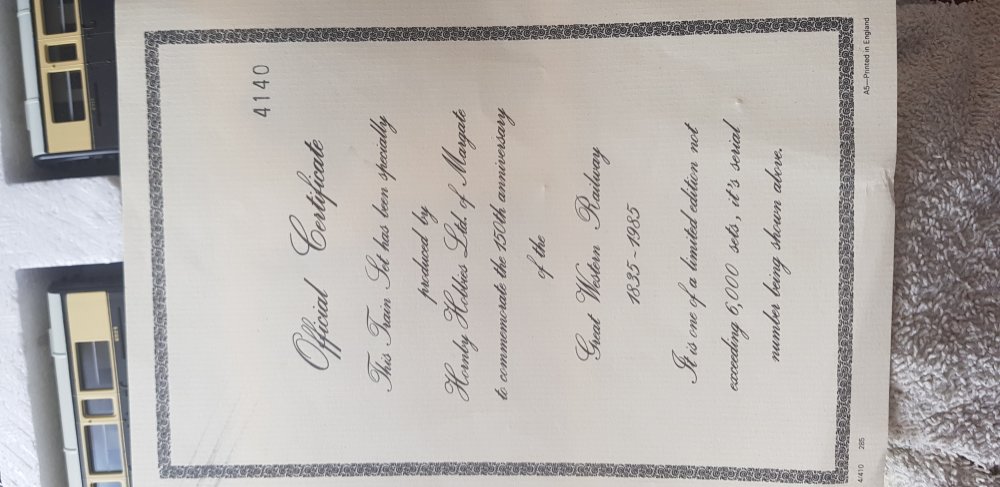 4140
Official Certificate
This Train Set has been specially
produced by
Hornby Hobbies Ltd. of Margate
to commemorate the 150th anniversary
of the
Great Western Railway
1835-1985
It is one of a limited edition not
exceeding 6,000 sets, it's serial
number being shown above.
4/410 285
A5—Printed in England